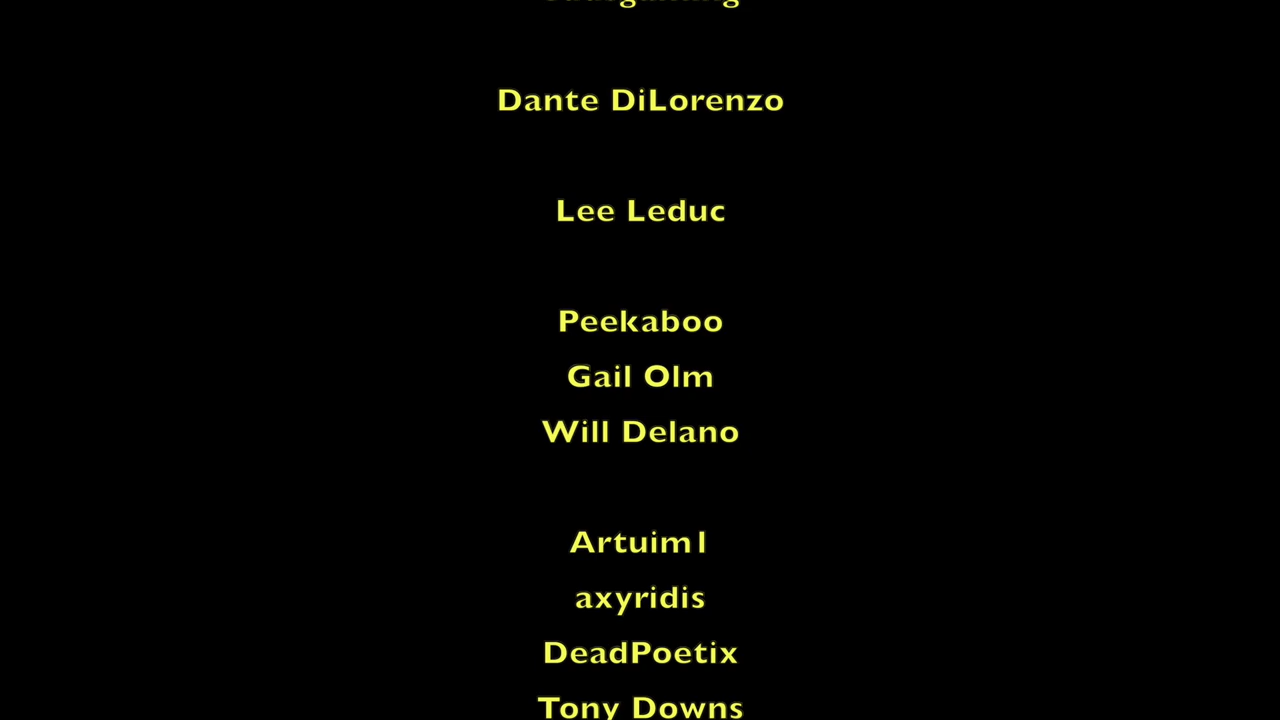 Dante DiLorenzo
Lee Leduc
Peekaboo
Gail Olm
Will Delano
Artuim1
axyridis
DeadPoetix
Tony Downs